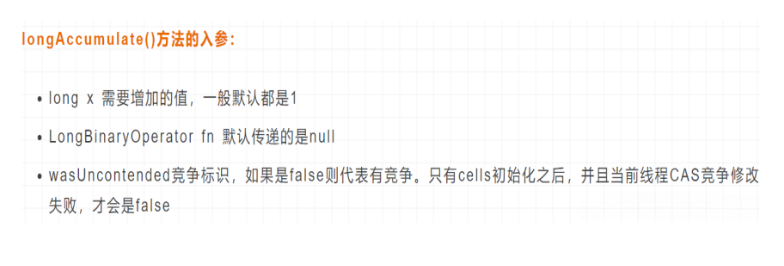 longAccumulate()方法的入参：
• long x 需要增加的值，一般默认都是1
• LongBinaryOperator fn 默认传递的是null
• wasUncontended竞争标识，如果是false则代表有竞争。只有cells初始化之后，并且当前线程CAS竞争修改
失败，才会是false